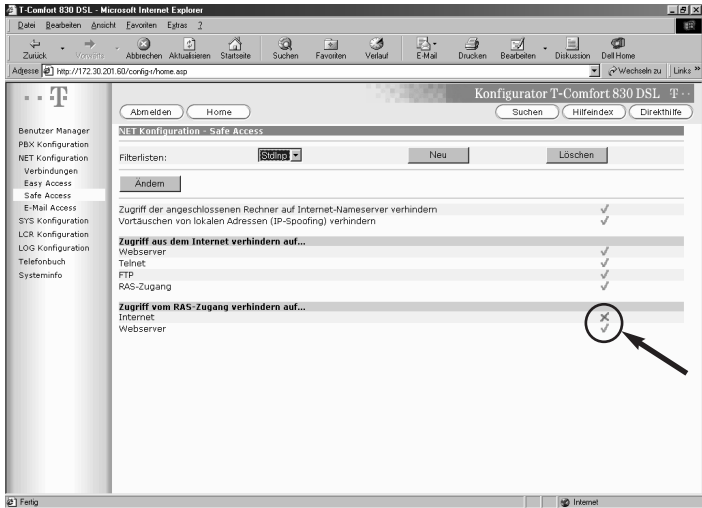 T-Comfort 830 DSL - Microsoft Internet Explorer
Datei Bearbeiten Ansicht Favoriten Extras ?
Zurück Vorwärts Abbrechen Aktualisieren Startseite Suchen Favoriten Verlauf E-Mail Drucken Bearbeiten Diskussion Dell Home
Adresse http://172.30.201.60/config-r/home.asp Wechseln zu Links »
Konfigurator T-Comfort 830 DSL
Abmelden Home Suchen Hilfeindex Direkthilfe
Benutzer Manager
PBX Konfiguration
NET Konfiguration
Verbindungen
Easy Access
Safe Access
E-Mail Access
SYS Konfiguration
LCR Konfiguration
LOG Konfiguration
Telefonbuch
Systeminfo
NET Konfiguration - Safe Access
Filterlisten: StdInp Neu Löschen
Ändern
Zugriff der angeschlossenen Rechner auf Internet-Nameserver verhindern
Vortäuschen von lokalen Adressen (IP-Spoofing) verhindern
Zugriff aus dem Internet verhindern auf...
Webserver
Telnet
FTP
RAS-Zugang
Zugriff vom RAS-Zugang verhindern auf...
Internet
Webserver
Fertig Internet